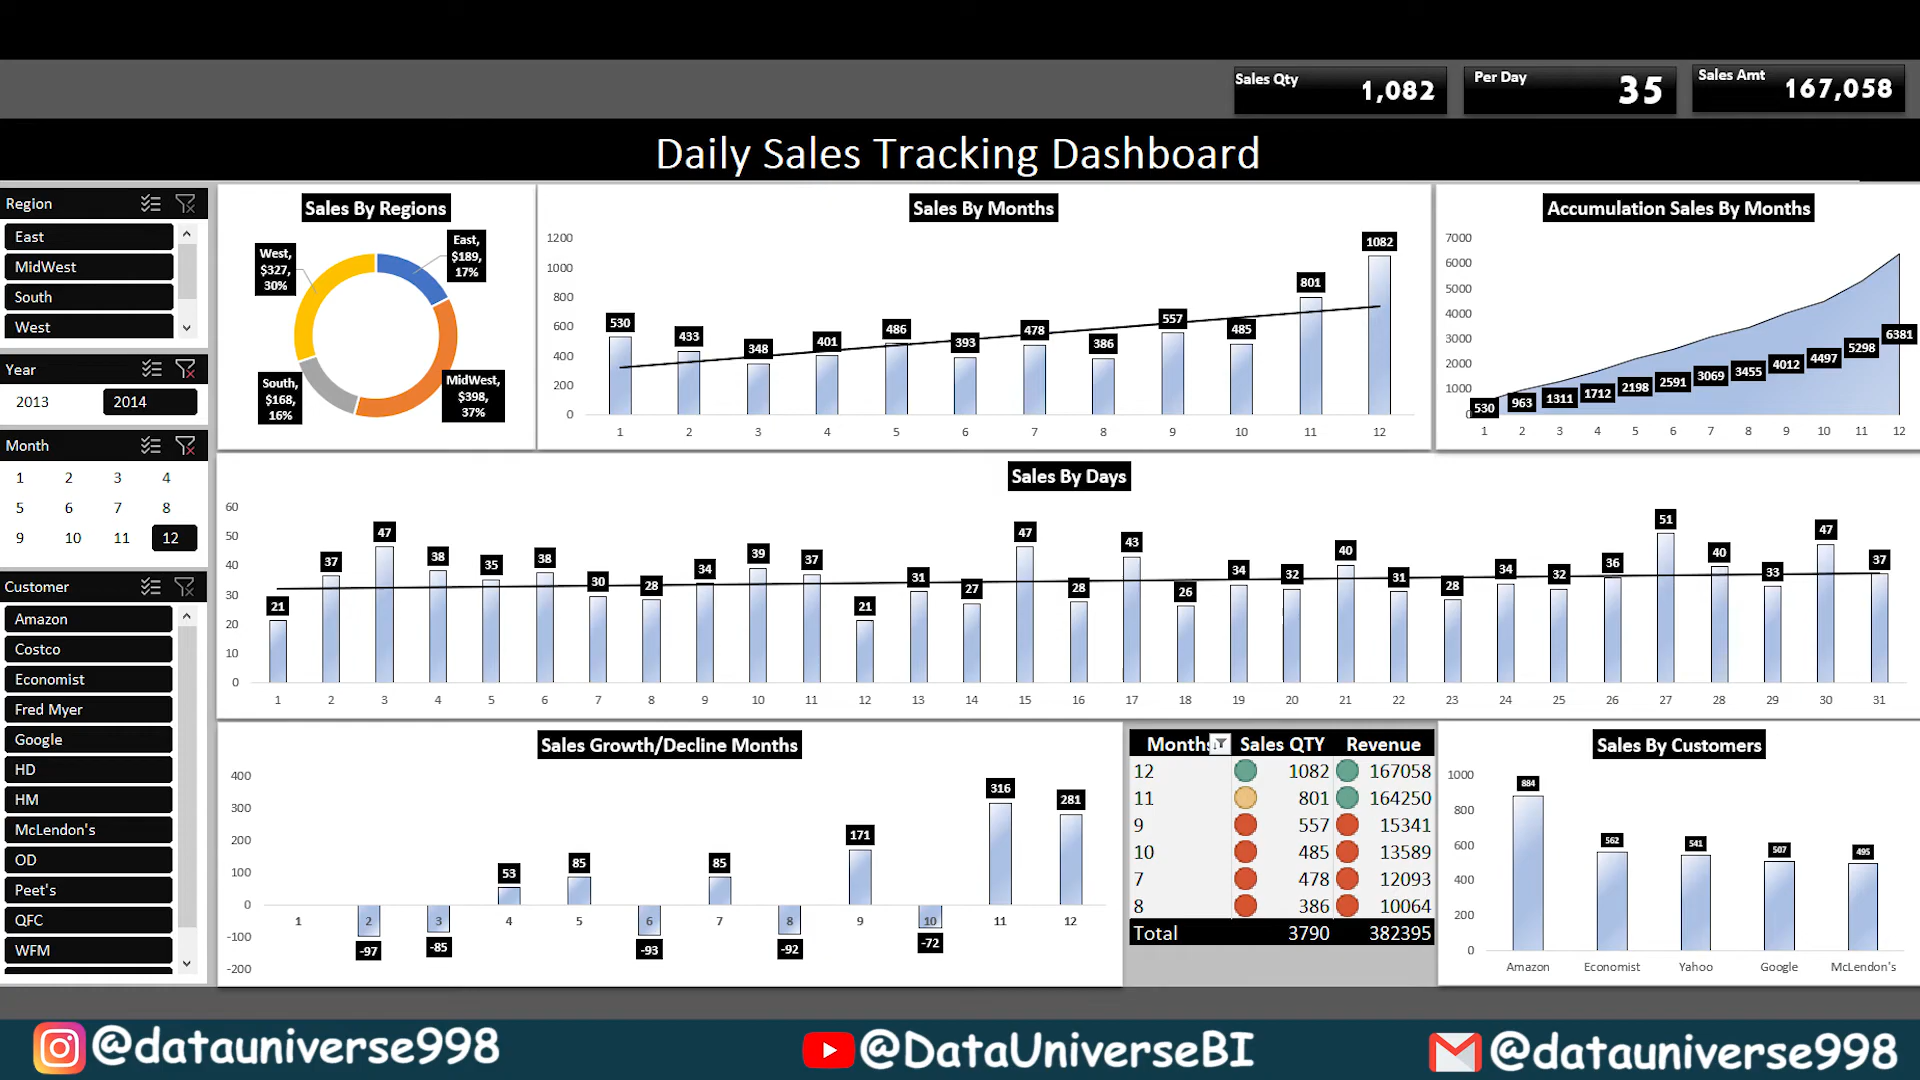 Sales Qty 1,082
Per Day 35
Sales Amt 167,058
Daily Sales Tracking Dashboard
Region
East
MidWest
South
West
Year
2013 2014
Month
1 2 3 4
5 6 7 8
9 10 11 12
Customer
Amazon
Costco
Economist
Fred Myer
Google
HD
HM
McLendon's
OD
Peet's
QFC
WFM
Sales By Regions
West,
$327,
30%
East,
$189,
17%
South,
$168,
16%
MidWest,
$398,
37%
Sales By Months
1200
1000
800
600
400
200
0
530 433 348 401 486 393 478 386 557 485 801 1082
1 2 3 4 5 6 7 8 9 10 11 12
Accumulation Sales By Months
7000
6000
5000
4000
3000
2000
1000
0
530 963 1311 1712 2198 2591 3069 3455 4012 4497 5298 6381
1 2 3 4 5 6 7 8 9 10 11 12
Sales By Days
60
50
40
30
20
10
0
21 37 47 38 35 38 30 28 34 39 37 21 31 27 47 28 43 26 34 32 40 31 28 34 32 36 51 40 33 47 37
1 2 3 4 5 6 7 8 9 10 11 12 13 14 15 16 17 18 19 20 21 22 23 24 25 26 27 28 29 30 31
Sales Growth/Decline Months
400
300
200
100
0
-100
-200
53 85 85 171 316 281
1 2 3 4 5 6 7 8 9 10 11 12
-97 -85 -93 -92 -72
Months Sales QTY Revenue
12 1082 167058
11 801 164250
9 557 15341
10 485 13589
7 478 12093
8 386 10064
Total 3790 382395
Sales By Customers
1000
800
600
400
200
0
884 562 541 507 495
Amazon Economist Yahoo Google McLendon's
@datauniverse998 @DataUniverseBI @datauniverse998